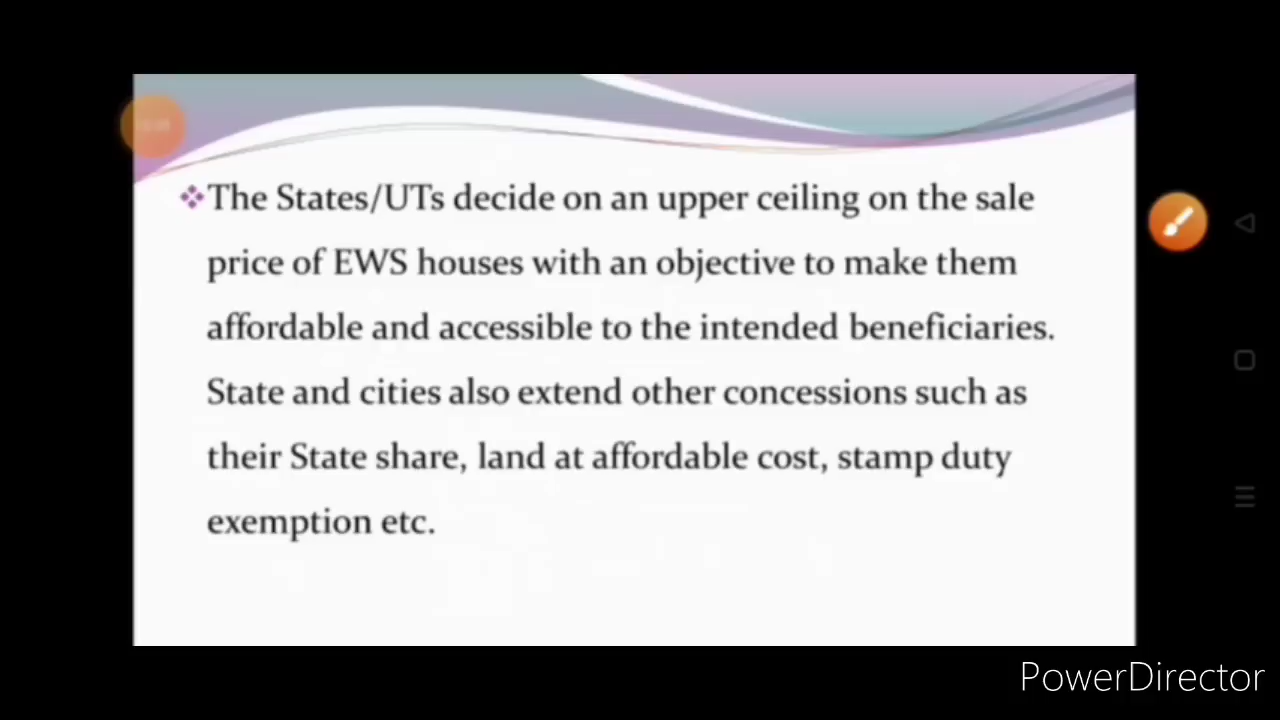 The States/UTs decide on an upper ceiling on the sale
price of EWS houses with an objective to make them
affordable and accessible to the intended beneficiaries.
State and cities also extend other concessions such as
their State share, land at affordable cost, stamp duty
exemption etc.
PowerDirector